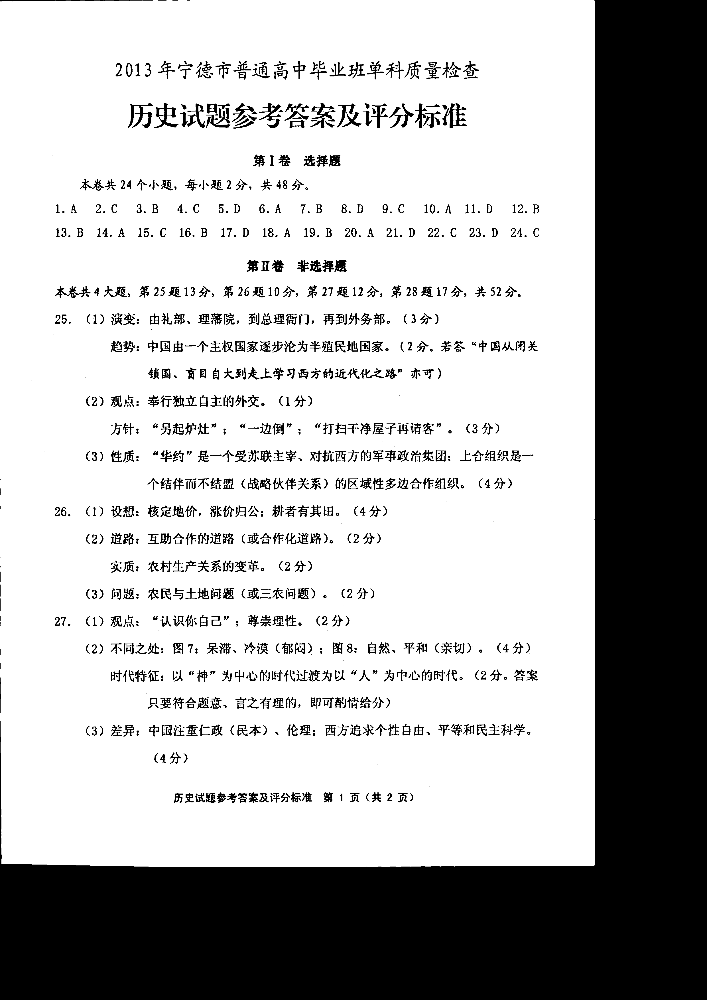 2013年宁德市普通高中毕业班单科质量检查
历史试题参考答案及评分标准
第Ⅰ卷 选择题
本卷共24个小题，每小题2分，共48分。
1. A 2. C 3. B 4. C 5. D 6. A 7. B 8. D 9. C 10. A 11. D 12. B
13. B 14. A 15. C 16. B 17. D 18. A 19. B 20. A 21. D 22. C 23. D 24. C
第Ⅱ卷 非选择题
本卷共4大题，第25题13分，第26题10分，第27题12分，第28题17分，共52分。
25. （1）演变：由礼部、理藩院，到总理衙门，再到外务部。（3分）
趋势：中国由一个主权国家逐步沦为半殖民地国家。（2分。若答“中国从闭关
锁国、盲目自大到走上学习西方的近代化之路”亦可）
（2）观点：奉行独立自主的外交。（1分）
方针：“另起炉灶”；“一边倒”；“打扫干净屋子再请客”。（3分）
（3）性质：“华约”是一个受苏联主宰、对抗西方的军事政治集团；上合组织是一
个结伴而不结盟（战略伙伴关系）的区域性多边合作组织。（4分）
26. （1）设想：核定地价，涨价归公；耕者有其田。（4分）
（2）道路：互助合作的道路（或合作化道路）。（2分）
实质：农村生产关系的变革。（2分）
（3）问题：农民与土地问题（或三农问题）。（2分）
27. （1）观点：“认识你自己”；尊崇理性。（2分）
（2）不同之处：图7：呆滞、冷漠（郁闷）；图8：自然、平和（亲切）。（4分）
时代特征：以“神”为中心的时代过渡为以“人”为中心的时代。（2分。答案
只要符合题意、言之有理的，即可酌情给分）
（3）差异：中国注重仁政（民本）、伦理；西方追求个性自由、平等和民主科学。
（4分）
历史试题参考答案及评分标准 第 1 页（共 2 页）